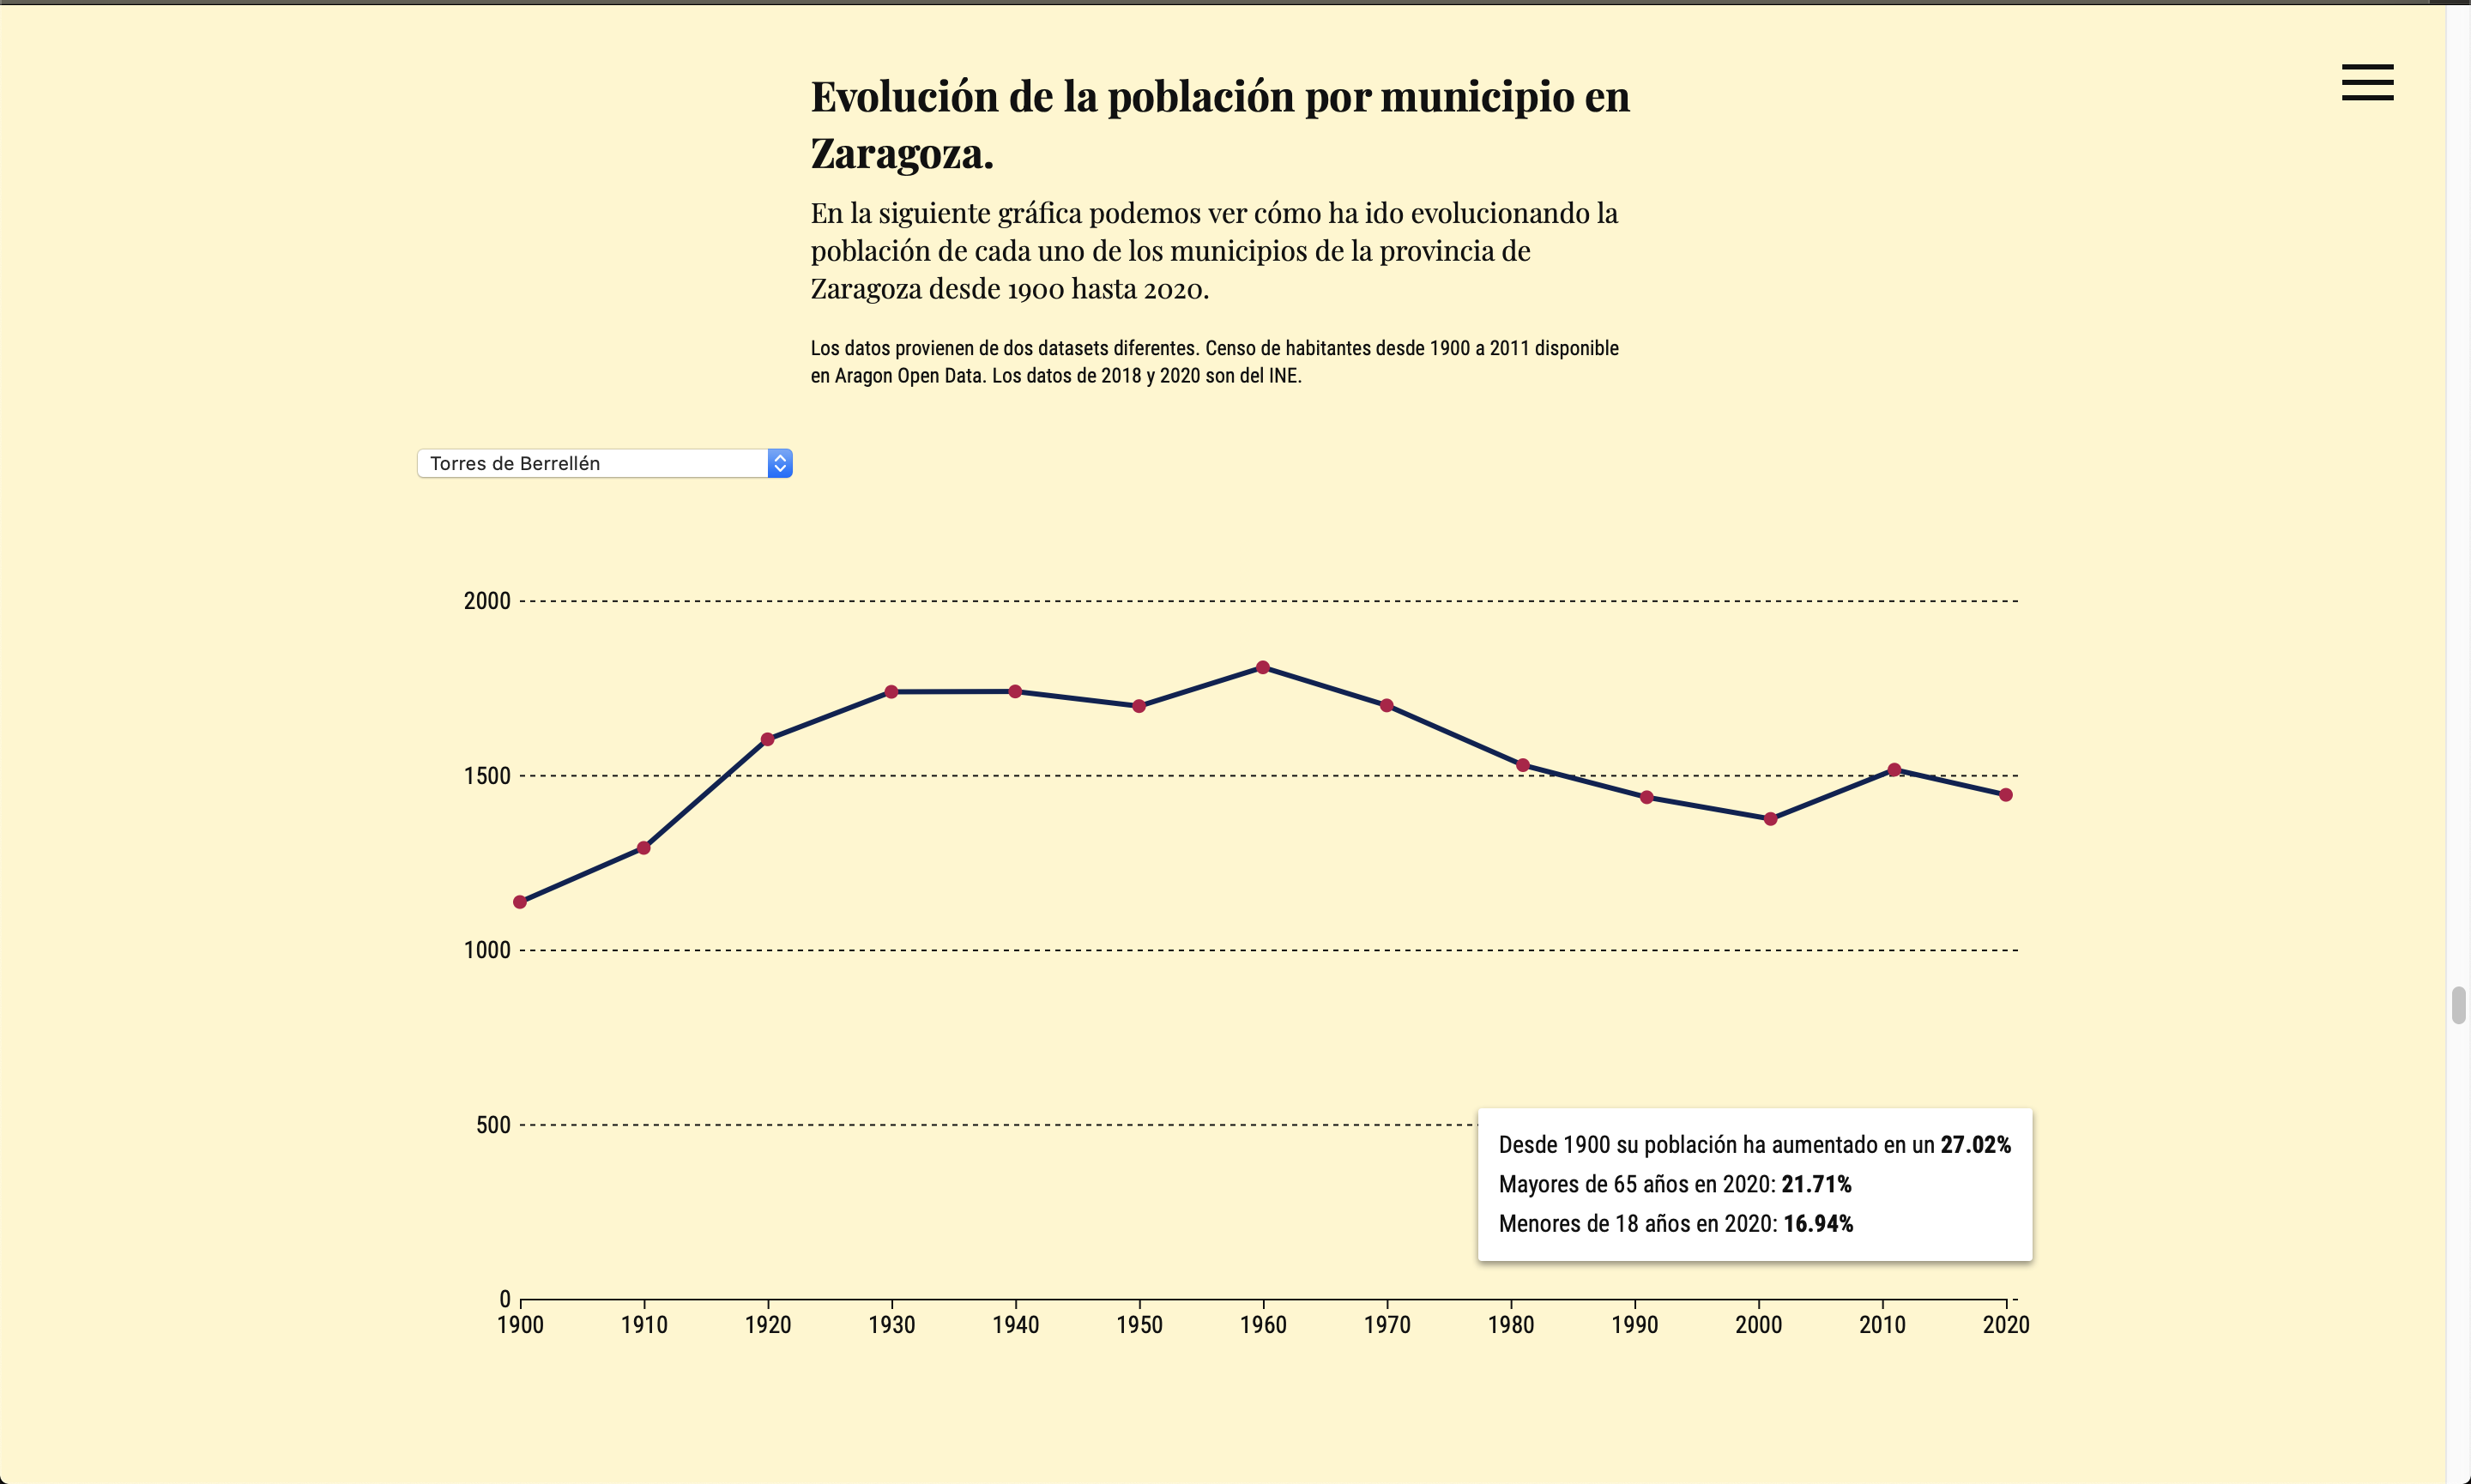 Evolución de la población por municipio en
Zaragoza.
En la siguiente gráfica podemos ver cómo ha ido evolucionando la
población de cada uno de los municipios de la provincia de
Zaragoza desde 1900 hasta 2020.
Los datos provienen de dos datasets diferentes. Censo de habitantes desde 1900 a 2011 disponible
en Aragon Open Data. Los datos de 2018 y 2020 son del INE.
Torres de Berrellén
2000
1500
1000
500
Desde 1900 su población ha aumentado en un 27.02%
Mayores de 65 años en 2020: 21.71%
Menores de 18 años en 2020: 16.94%
0
1900 1910 1920 1930 1940 1950 1960 1970 1980 1990 2000 2010 2020